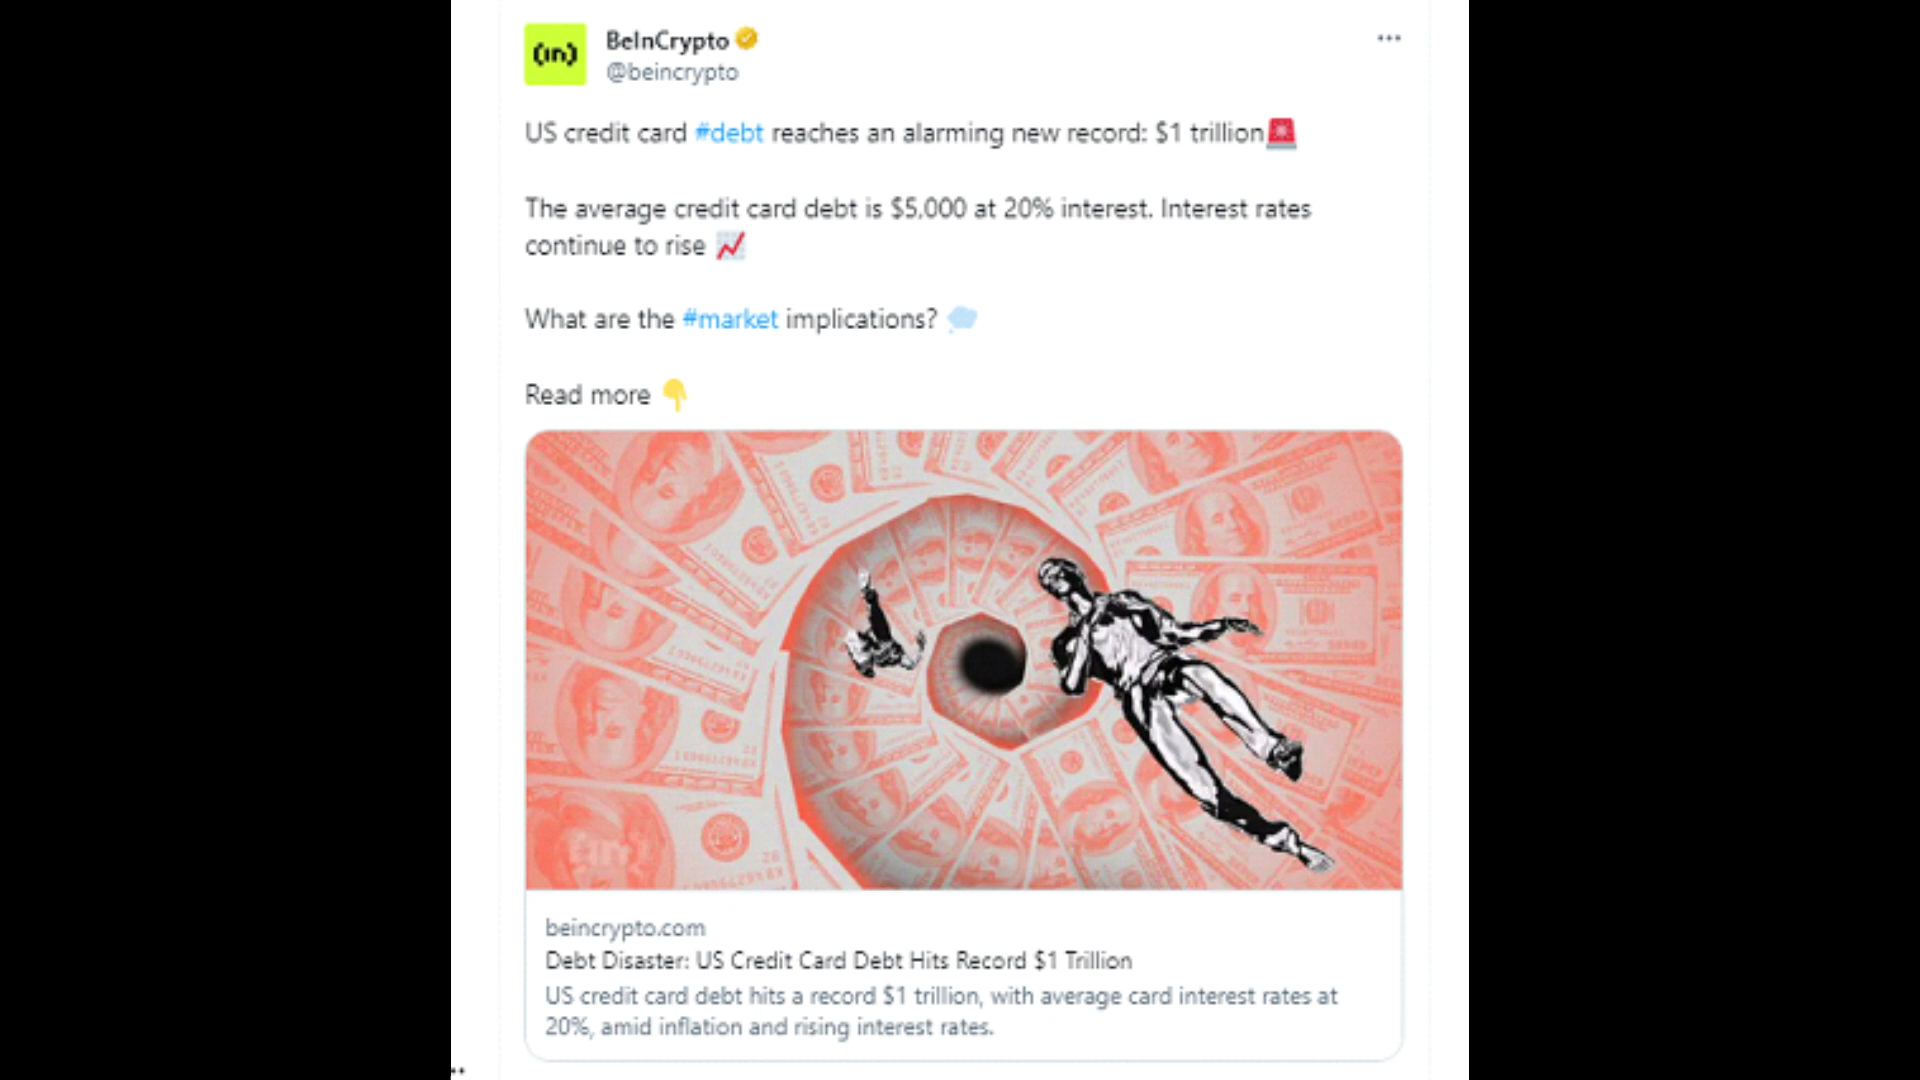 (in)
BeInCrypto
@beincrypto
US credit card #debt reaches an alarming new record: $1 trillion🚨
The average credit card debt is $5,000 at 20% interest. Interest rates
continue to rise 📈
What are the #market implications? 💭
Read more 👇
(in)
beincrypto.com
Debt Disaster: US Credit Card Debt Hits Record $1 Trillion
US credit card debt hits a record $1 trillion, with average card interest rates at
20%, amid inflation and rising interest rates.